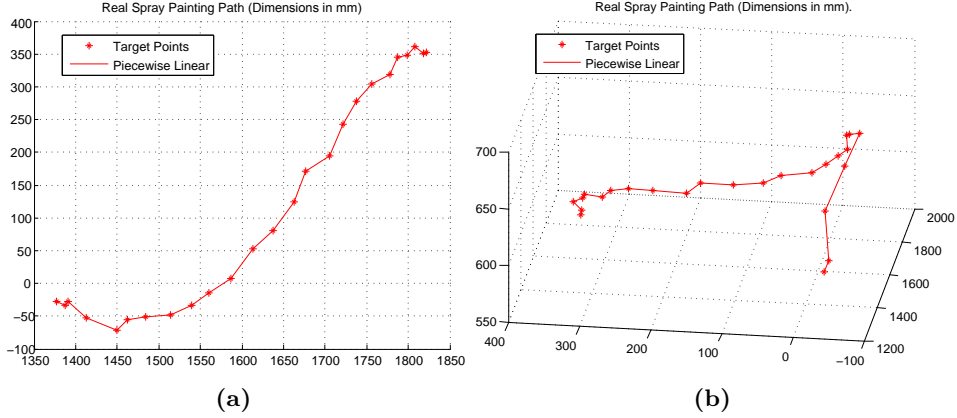 Real Spray Painting Path (Dimensions in mm)
Target Points
Piecewise Linear
400
350
300
250
200
150
100
50
0
−50
−100
1350 1400 1450 1500 1550 1600 1650 1700 1750 1800 1850
(a)
Real Spray Painting Path (Dimensions in mm).
Target Points
Piecewise Linear
700
650
600
550
400 300 200 100 0 −100
2000
1800
1600
1400
1200
(b)